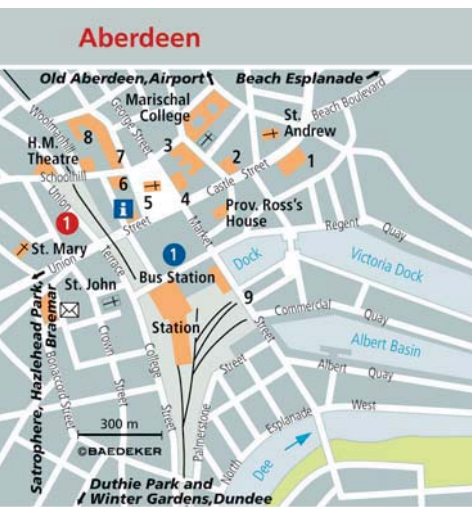 Aberdeen
Old Aberdeen, Airport
Beach Esplanade
Marischal
College
Beach Boulevard
St.
Andrew
Woolmanhill
George Street
H.M.
Theatre
8
7
3
2
1
Schoolhill
6
5
4
Castle Street
Union
i
Prov. Ross's
House
Street
Market
Regent Quay
1
1
Dock
Victoria Dock
St. Mary
Union
Terrace
Bus Station
St. John
9
Commercial Quay
Station
Street
Albert Basin
Satrosphere, Hazlehead Park,
Braemar
Bonaccord Street
Crown
Street
College
Street
Street
Albert Quay
Palmerstone
300 m
©BAEDEKER
North
Esplanade
West
Dee
Duthie Park and
Winter Gardens, Dundee